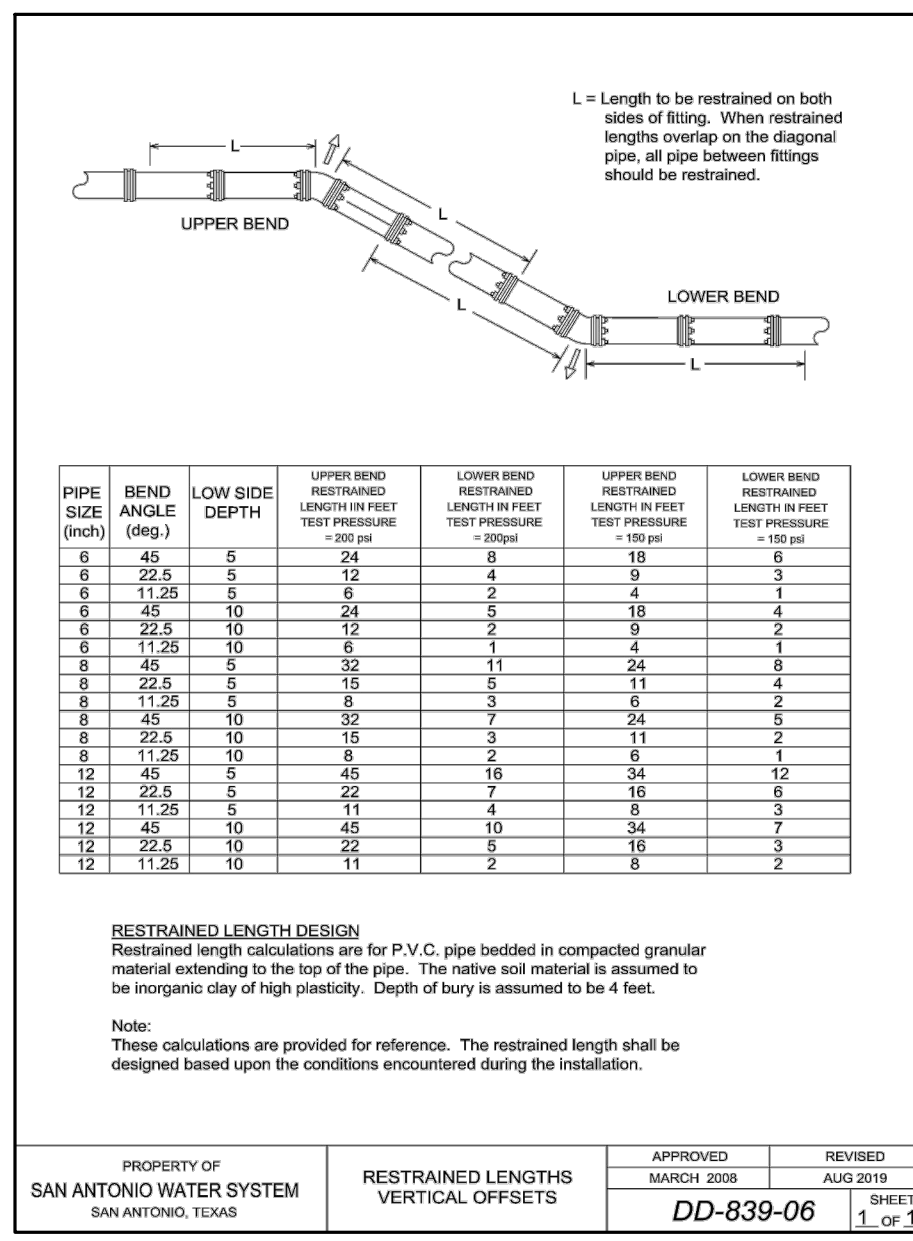 L = Length to be restrained on both
sides of fitting. When restrained
lengths overlap on the diagonal
pipe, all pipe between fittings
should be restrained.
L
UPPER BEND
L
L
LOWER BEND
L
PIPE SIZE (inch) BEND ANGLE (deg.) LOW SIDE DEPTH UPPER BEND RESTRAINED LENGTH IIN FEET TEST PRESSURE = 200 psi LOWER BEND RESTRAINED LENGTH IN FEET TEST PRESSURE = 200psi UPPER BEND RESTRAINED LENGTH IN FEET TEST PRESSURE = 150 psi LOWER BEND RESTRAINED LENGTH IN FEET TEST PRESSURE = 150 psi
6 45 5 24 8 18 6
6 22.5 5 12 4 9 3
6 11.25 5 6 2 4 1
6 45 10 24 5 18 4
6 22.5 10 12 2 9 2
6 11.25 10 6 1 4 1
8 45 5 32 11 24 8
8 22.5 5 15 5 11 4
8 11.25 5 8 3 6 2
8 45 10 32 7 24 5
8 22.5 10 15 3 11 2
8 11.25 10 8 2 6 1
12 45 5 45 16 34 12
12 22.5 5 22 7 16 6
12 11.25 5 11 4 8 3
12 45 10 45 10 34 7
12 22.5 10 22 5 16 3
12 11.25 10 11 2 8 2
RESTRAINED LENGTH DESIGN
Restrained length calculations are for P.V.C. pipe bedded in compacted granular
material extending to the top of the pipe. The native soil material is assumed to
be inorganic clay of high plasticity. Depth of bury is assumed to be 4 feet.
Note:
These calculations are provided for reference. The restrained length shall be
designed based upon the conditions encountered during the installation.
PROPERTY OF
SAN ANTONIO WATER SYSTEM
SAN ANTONIO, TEXAS
RESTRAINED LENGTHS
VERTICAL OFFSETS
APPROVED REVISED
MARCH 2008 AUG 2019
DD-839-06
SHEET
1 OF 1